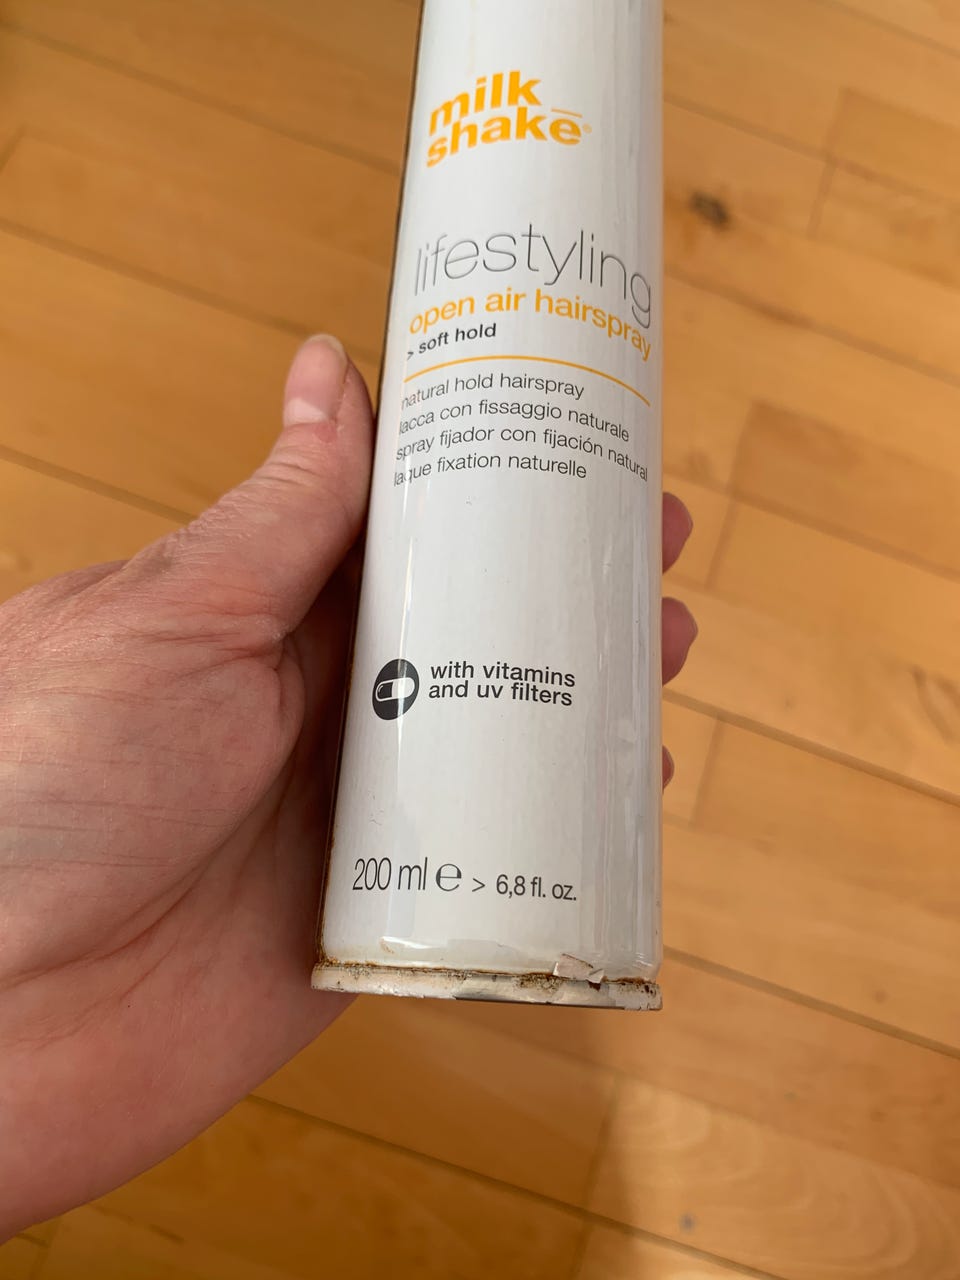 milk
shake®
lifestyling
open air hairspray
> soft hold
natural hold hairspray
lacca con fissaggio naturale
spray fijador con fijación natural
laque fixation naturelle
with vitamins
and uv filters
200 ml ℮ > 6,8 fl. oz.